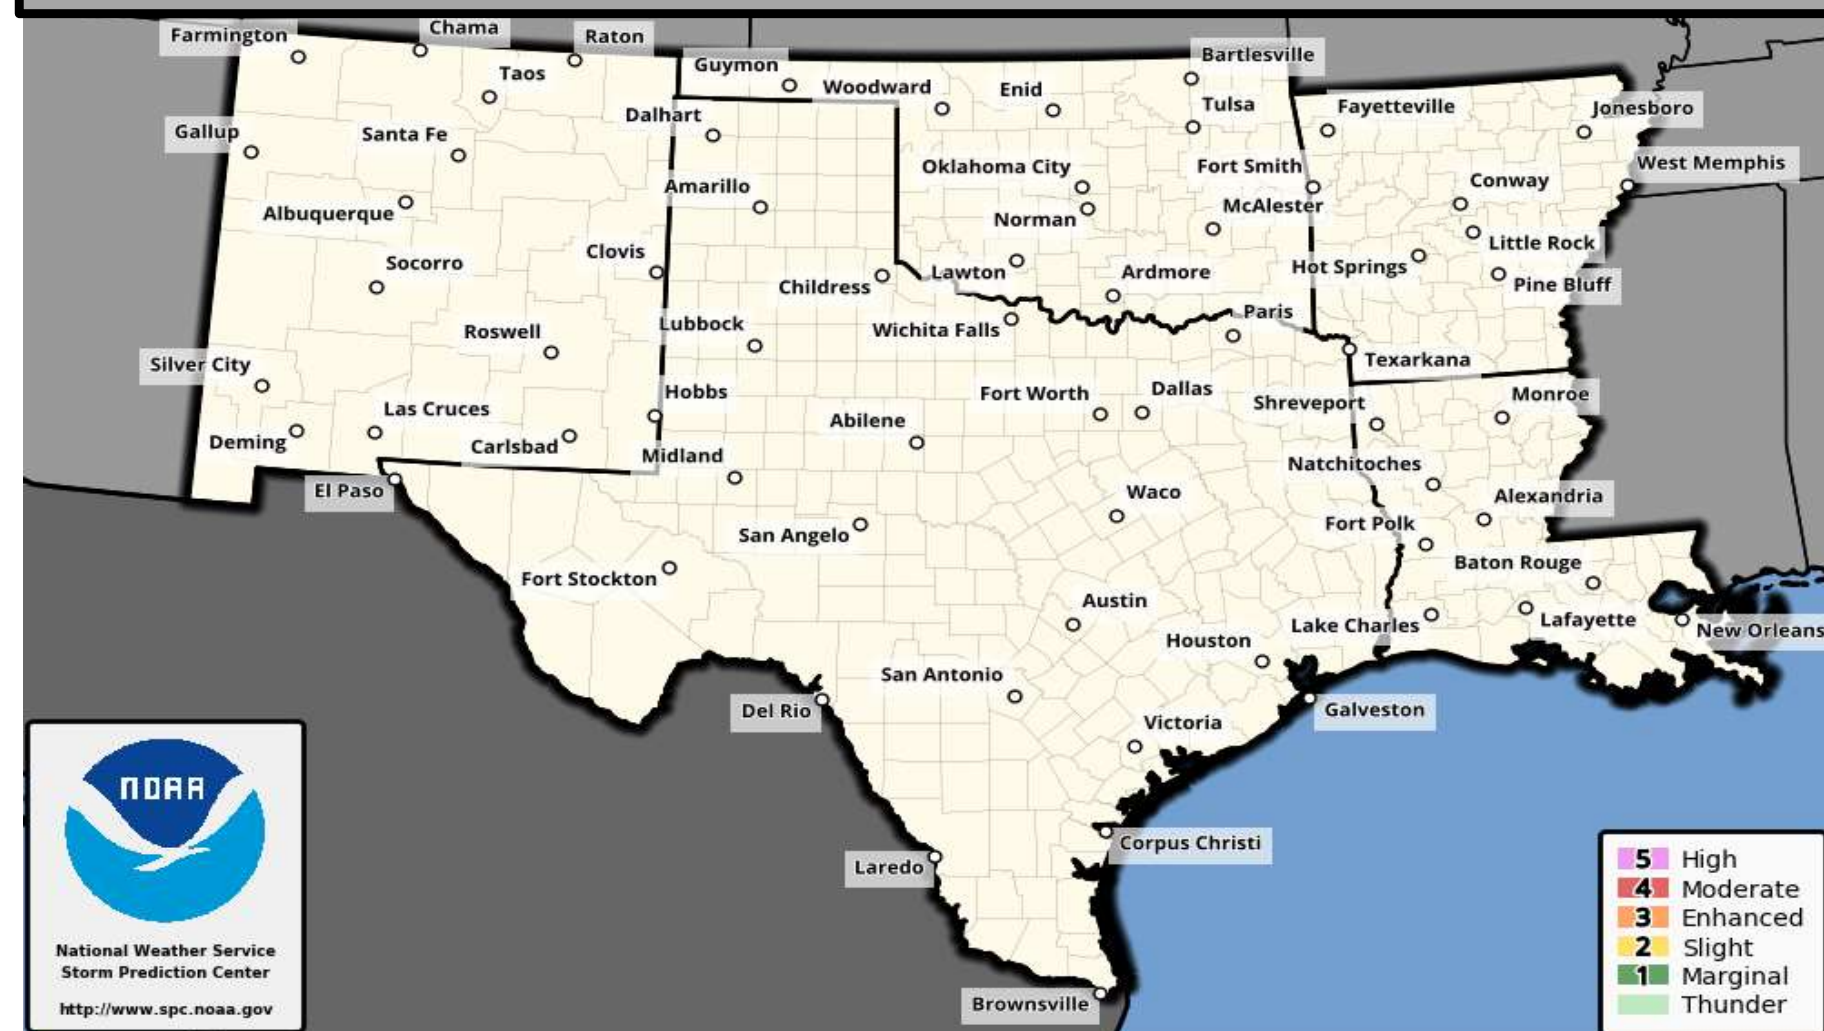 Farmington
Chama
Raton
Taos
Guymon
Woodward
Enid
Bartlesville
Tulsa
Fayetteville
Jonesboro
Gallup
Santa Fe
Dalhart
Oklahoma City
Fort Smith
Conway
West Memphis
Albuquerque
Amarillo
Norman
McAlester
Little Rock
Socorro
Clovis
Childress
Lawton
Ardmore
Hot Springs
Pine Bluff
Roswell
Lubbock
Wichita Falls
Paris
Texarkana
Silver City
Las Cruces
Hobbs
Abilene
Fort Worth
Dallas
Shreveport
Monroe
Deming
Carlsbad
Midland
Natchitoches
El Paso
San Angelo
Waco
Alexandria
Fort Polk
Fort Stockton
Baton Rouge
Austin
Houston
Lake Charles
Lafayette
New Orleans
San Antonio
Del Rio
Victoria
Galveston
Laredo
Corpus Christi
Brownsville
NOAA
National Weather Service
Storm Prediction Center
http://www.spc.noaa.gov
5 High
4 Moderate
3 Enhanced
2 Slight
1 Marginal
Thunder